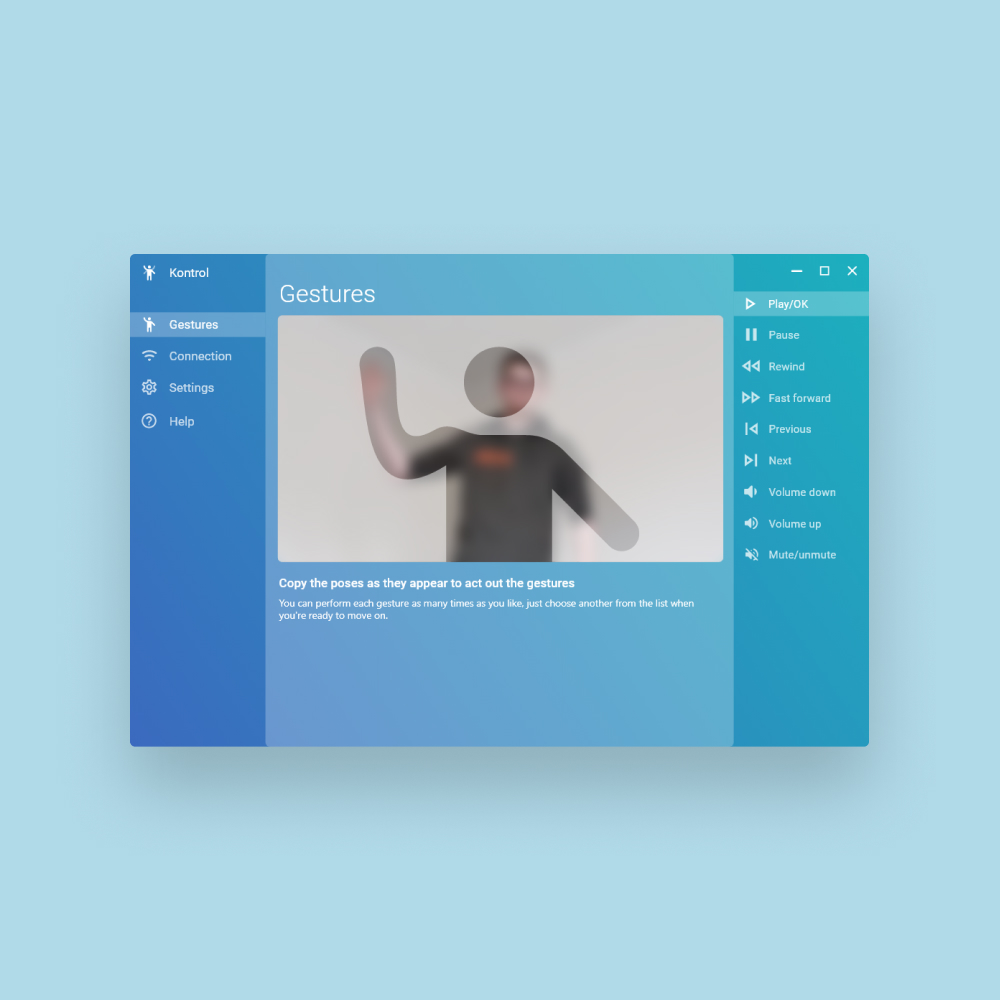 Kontrol
Gestures
Connection
Settings
Help
Gestures
Copy the poses as they appear to act out the gestures
You can perform each gesture as many times as you like, just choose another from the list when
you're ready to move on.
Play/OK
Pause
Rewind
Fast forward
Previous
Next
Volume down
Volume up
Mute/unmute